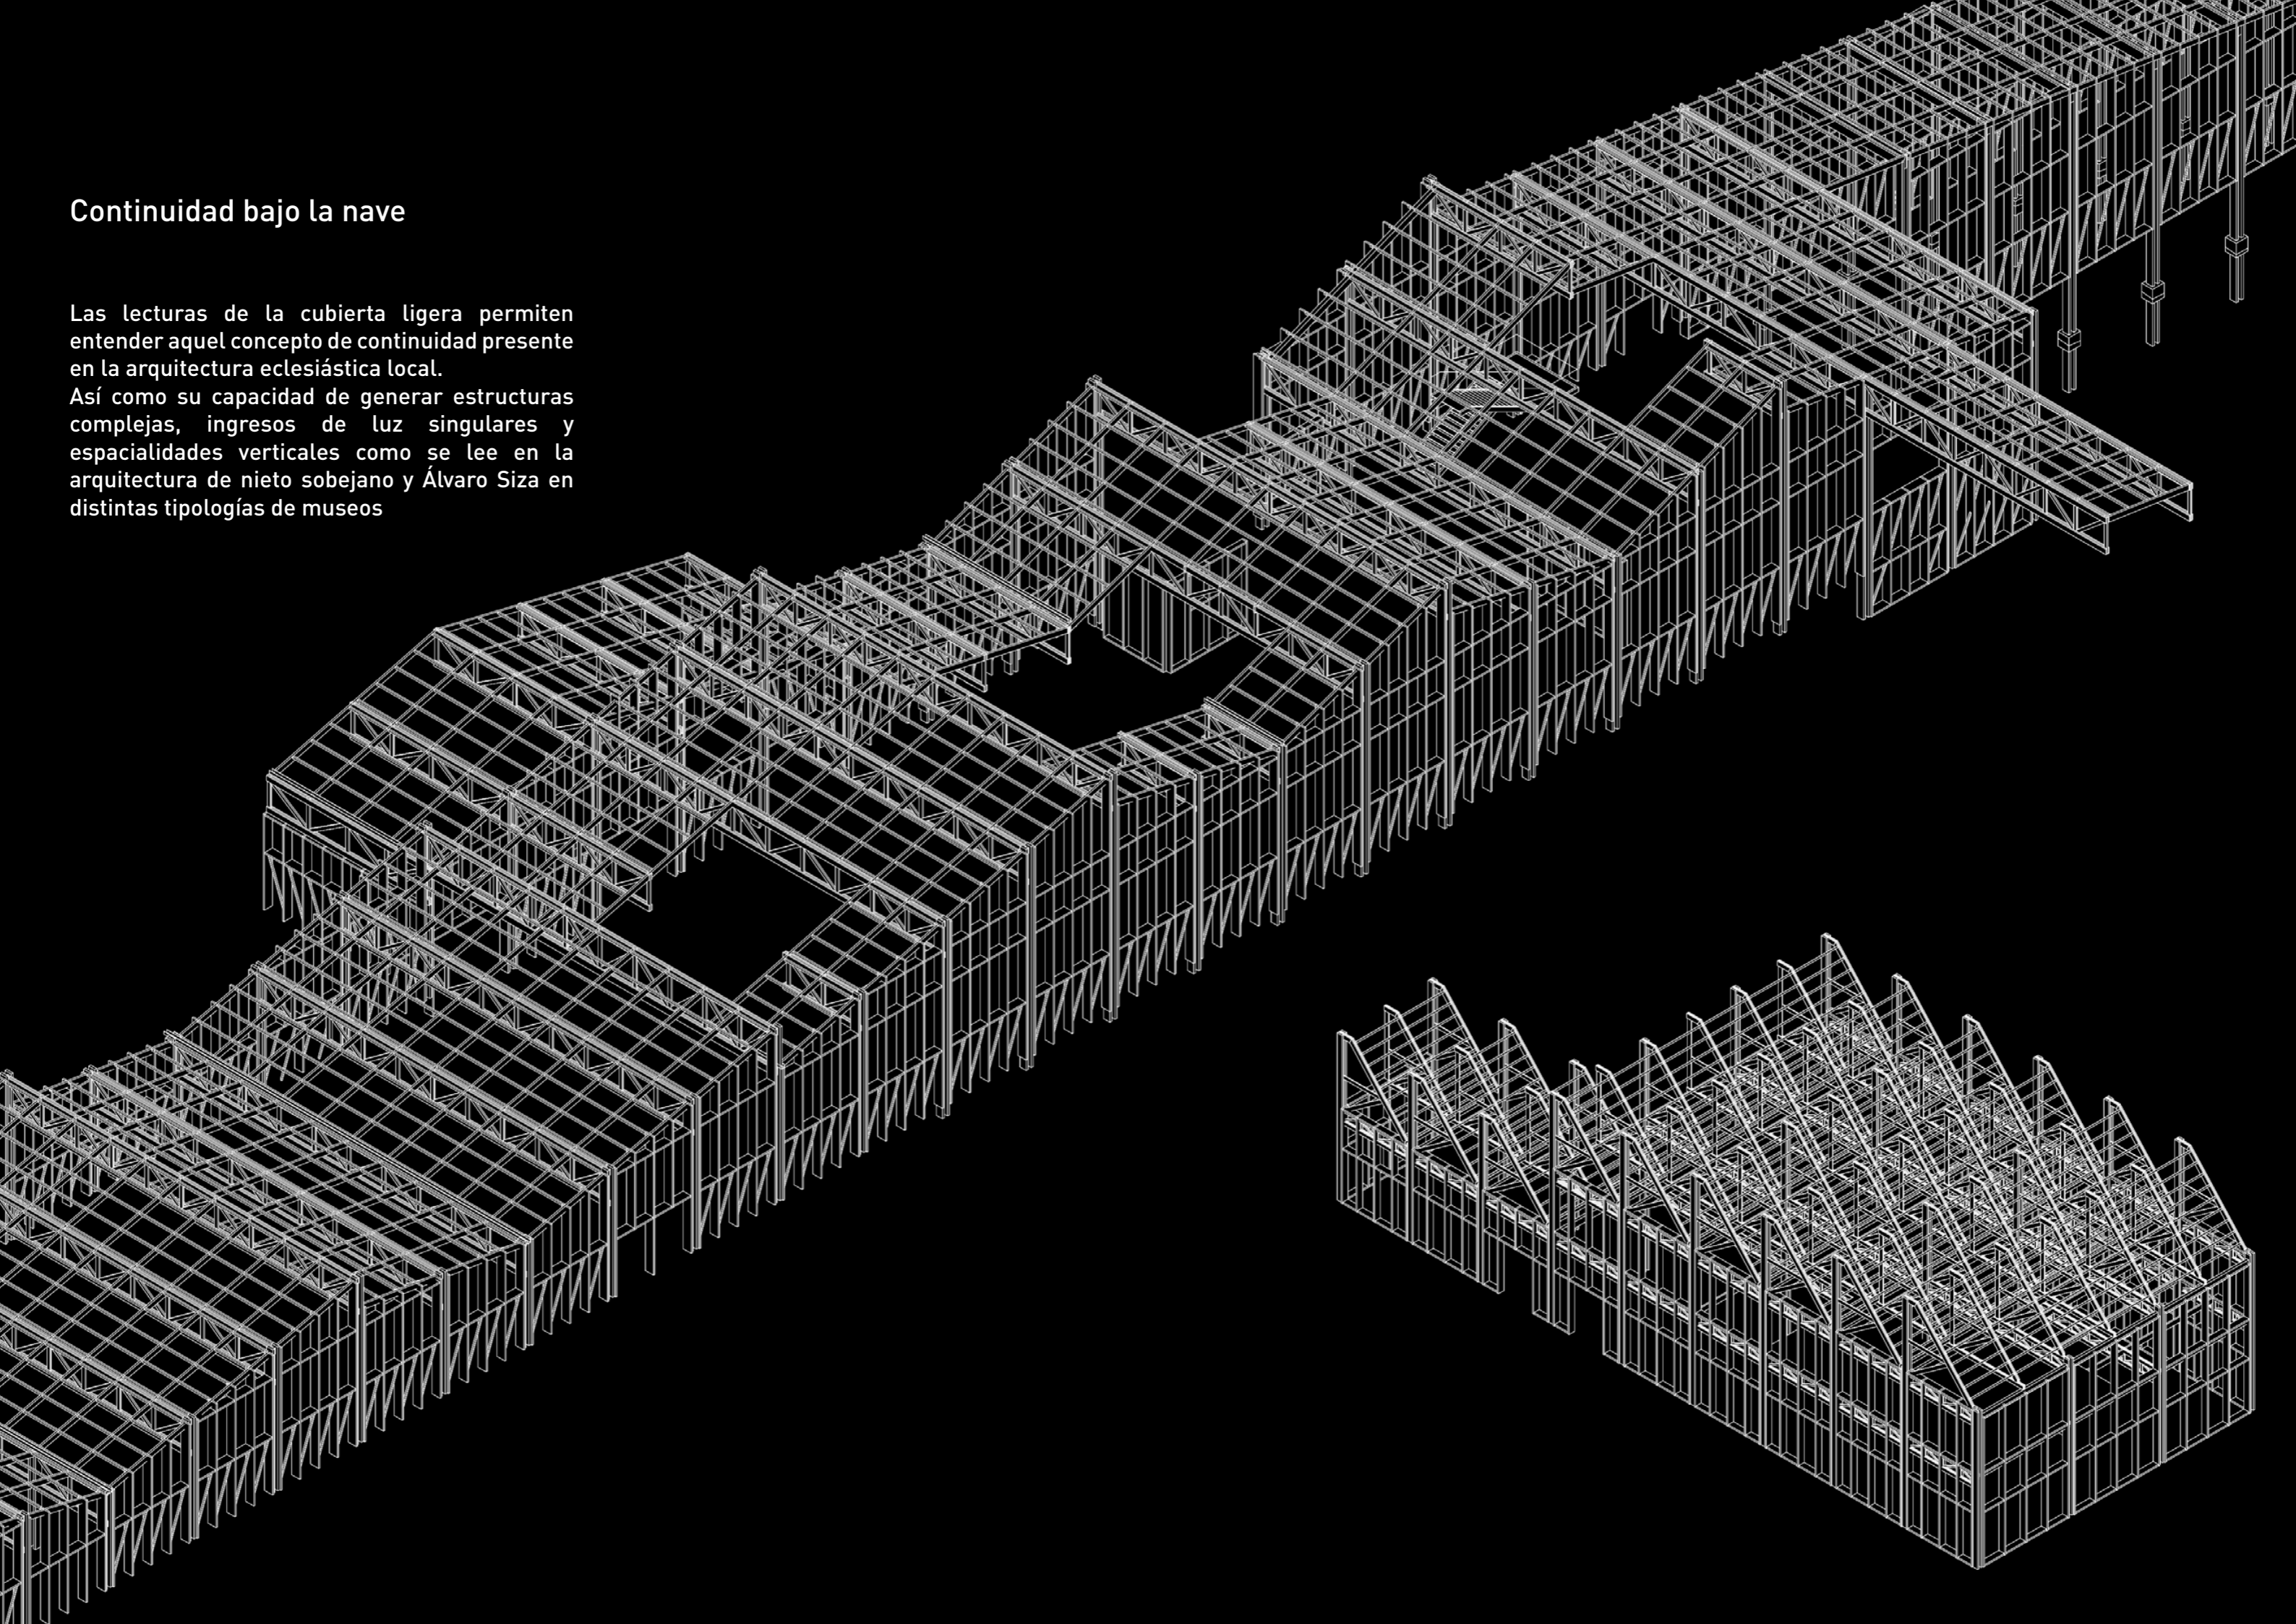 Continuidad bajo la nave
Las lecturas de la cubierta ligera permiten
entender aquel concepto de continuidad presente
en la arquitectura eclesiástica local.
Así como su capacidad de generar estructuras
complejas, ingresos de luz singulares y
espacialidades verticales como se lee en la
arquitectura de nieto sobejano y Álvaro Siza en
distintas tipologías de museos